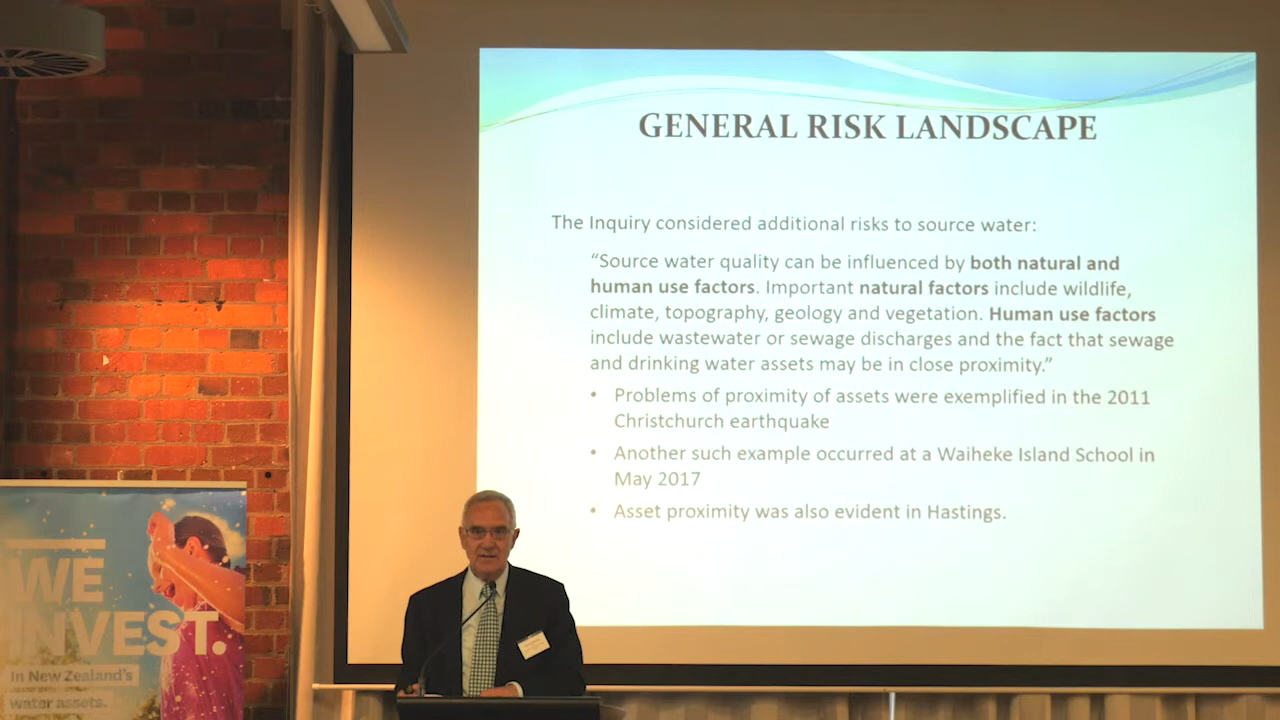 GENERAL RISK LANDSCAPE
The Inquiry considered additional risks to source water:
“Source water quality can be influenced by both natural and
human use factors. Important natural factors include wildlife,
climate, topography, geology and vegetation. Human use factors
include wastewater or sewage discharges and the fact that sewage
and drinking water assets may be in close proximity.”
• Problems of proximity of assets were exemplified in the 2011
Christchurch earthquake
• Another such example occurred at a Waiheke Island School in
May 2017
• Asset proximity was also evident in Hastings.
WE
INVEST.
In New Zealand's
water assets.